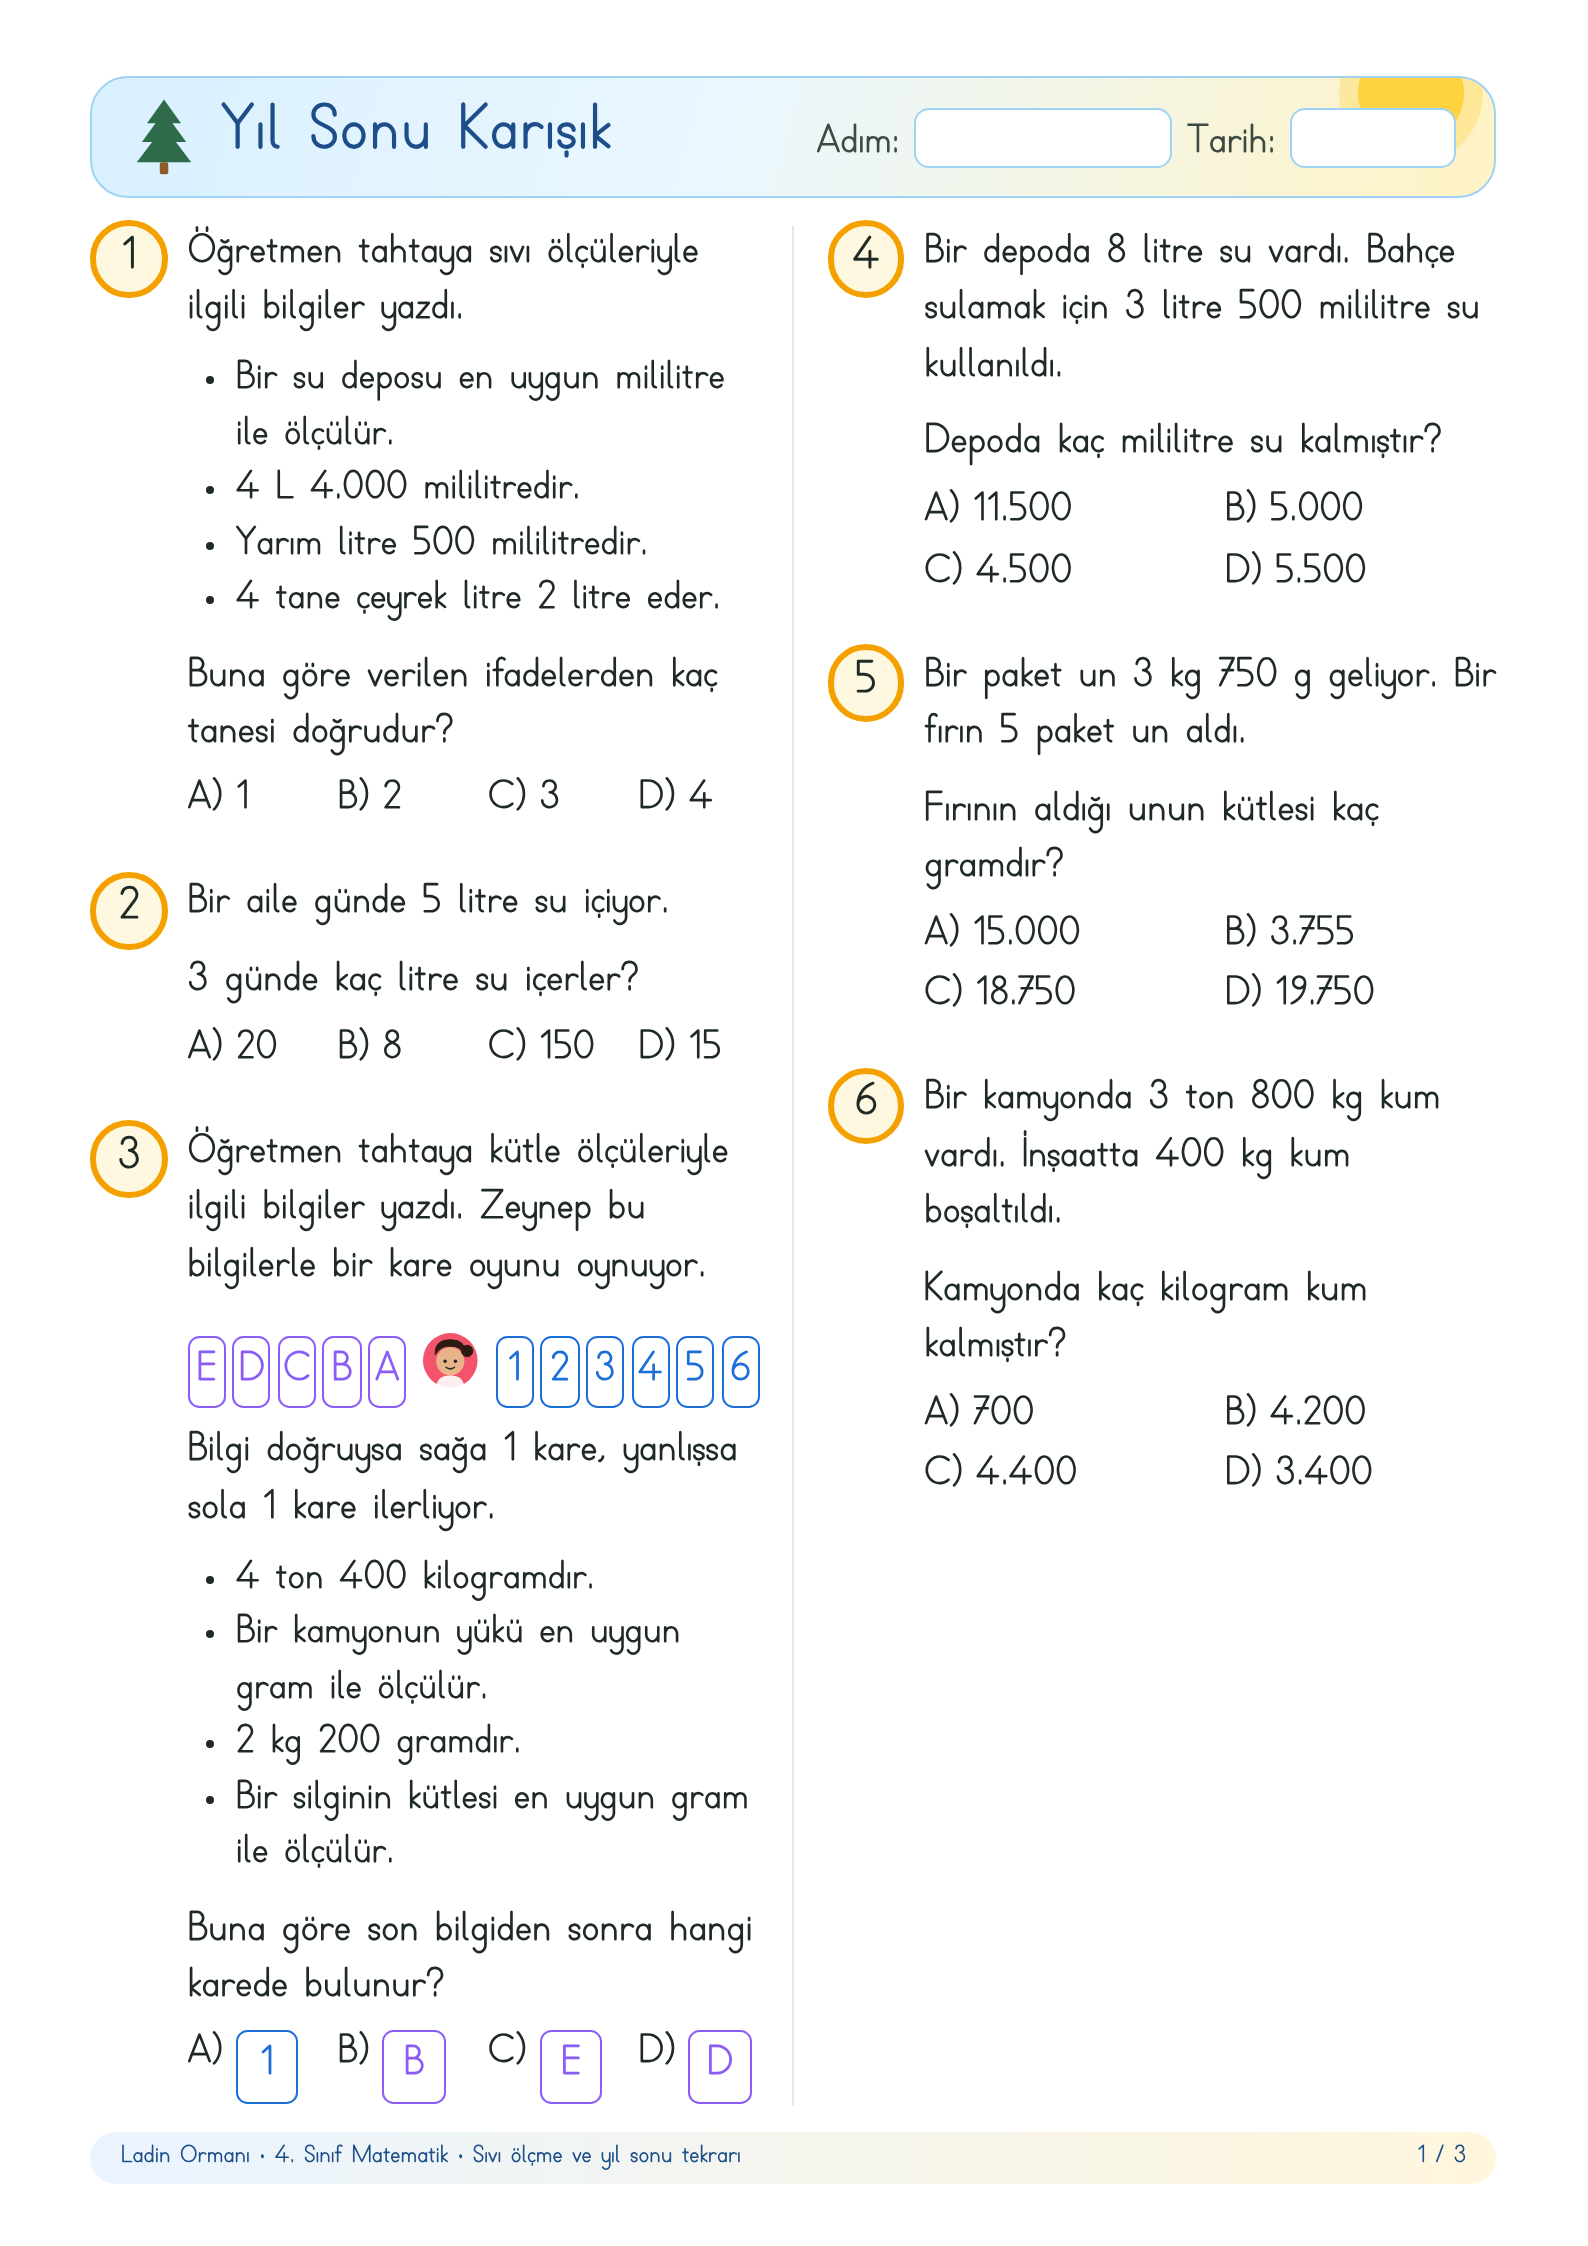 Yıl Sonu Karışık
Adım:
Tarih:
1
Öğretmen tahtaya sıvı ölçüleriyle
ilgili bilgiler yazdı.
• Bir su deposu en uygun mililitre
ile ölçülür.
• 4 L 4.000 mililitredir.
• Yarım litre 500 mililitredir.
• 4 tane çeyrek litre 2 litre eder.
Buna göre verilen ifadelerden kaç
tanesi doğrudur?
A) 1 B) 2 C) 3 D) 4
2
Bir aile günde 5 litre su içiyor.
3 günde kaç litre su içerler?
A) 20 B) 8 C) 150 D) 15
3
Öğretmen tahtaya kütle ölçüleriyle
ilgili bilgiler yazdı. Zeynep bu
bilgilerle bir kare oyunu oynuyor.
E D C B A 1 2 3 4 5 6
Bilgi doğruysa sağa 1 kare, yanlışsa
sola 1 kare ilerliyor.
• 4 ton 400 kilogramdır.
• Bir kamyonun yükü en uygun
gram ile ölçülür.
• 2 kg 200 gramdır.
• Bir silginin kütlesi en uygun gram
ile ölçülür.
Buna göre son bilgiden sonra hangi
karede bulunur?
A) 1 B) B C) E D) D
4
Bir depoda 8 litre su vardı. Bahçe
sulamak için 3 litre 500 mililitre su
kullanıldı.
Depoda kaç mililitre su kalmıştır?
A) 11.500 B) 5.000
C) 4.500 D) 5.500
5
Bir paket un 3 kg 750 g geliyor. Bir
fırın 5 paket un aldı.
Fırının aldığı unun kütlesi kaç
gramdır?
A) 15.000 B) 3.755
C) 18.750 D) 19.750
6
Bir kamyonda 3 ton 800 kg kum
vardı. İnşaatta 400 kg kum
boşaltıldı.
Kamyonda kaç kilogram kum
kalmıştır?
A) 700 B) 4.200
C) 4.400 D) 3.400
Ladin Ormanı • 4. Sınıf Matematik • Sıvı ölçme ve yıl sonu tekrarı
1 / 3